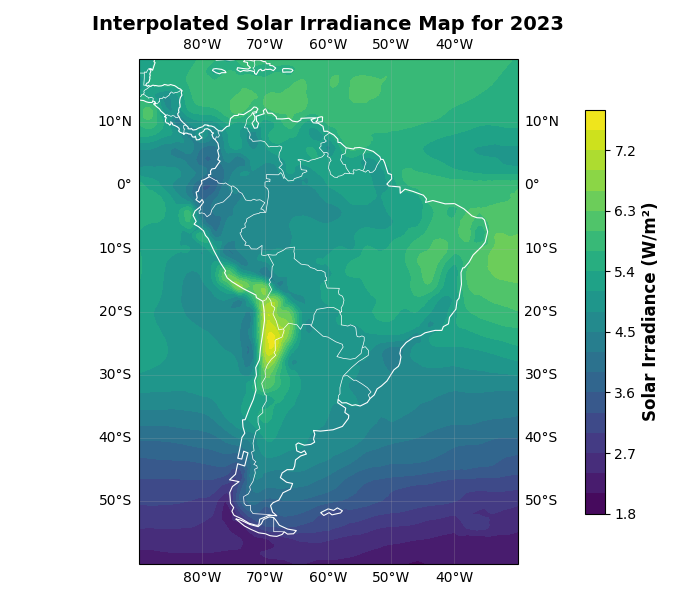 Interpolated Solar Irradiance Map for 2023
80°W 70°W 60°W 50°W 40°W
10°N 10°N
0° 0°
10°S 10°S
20°S 20°S
30°S 30°S
40°S 40°S
50°S 50°S
80°W 70°W 60°W 50°W 40°W
7.2
6.3
5.4
4.5
3.6
2.7
1.8
Solar Irradiance (W/m²)